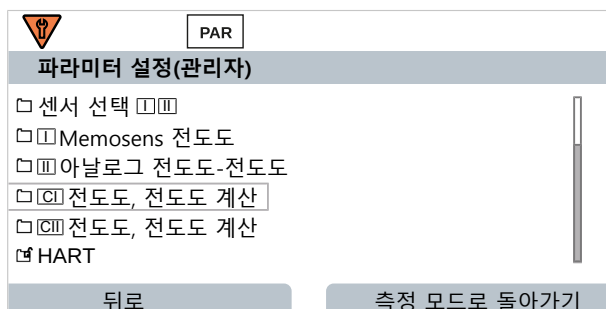 PAR
파라미터 설정(관리자)
센서 선택 I II
I Memosens 전도도
II 아날로그 전도도-전도도
CI 전도도, 전도도 계산
CII 전도도, 전도도 계산
HART
뒤로 측정 모드로 돌아가기